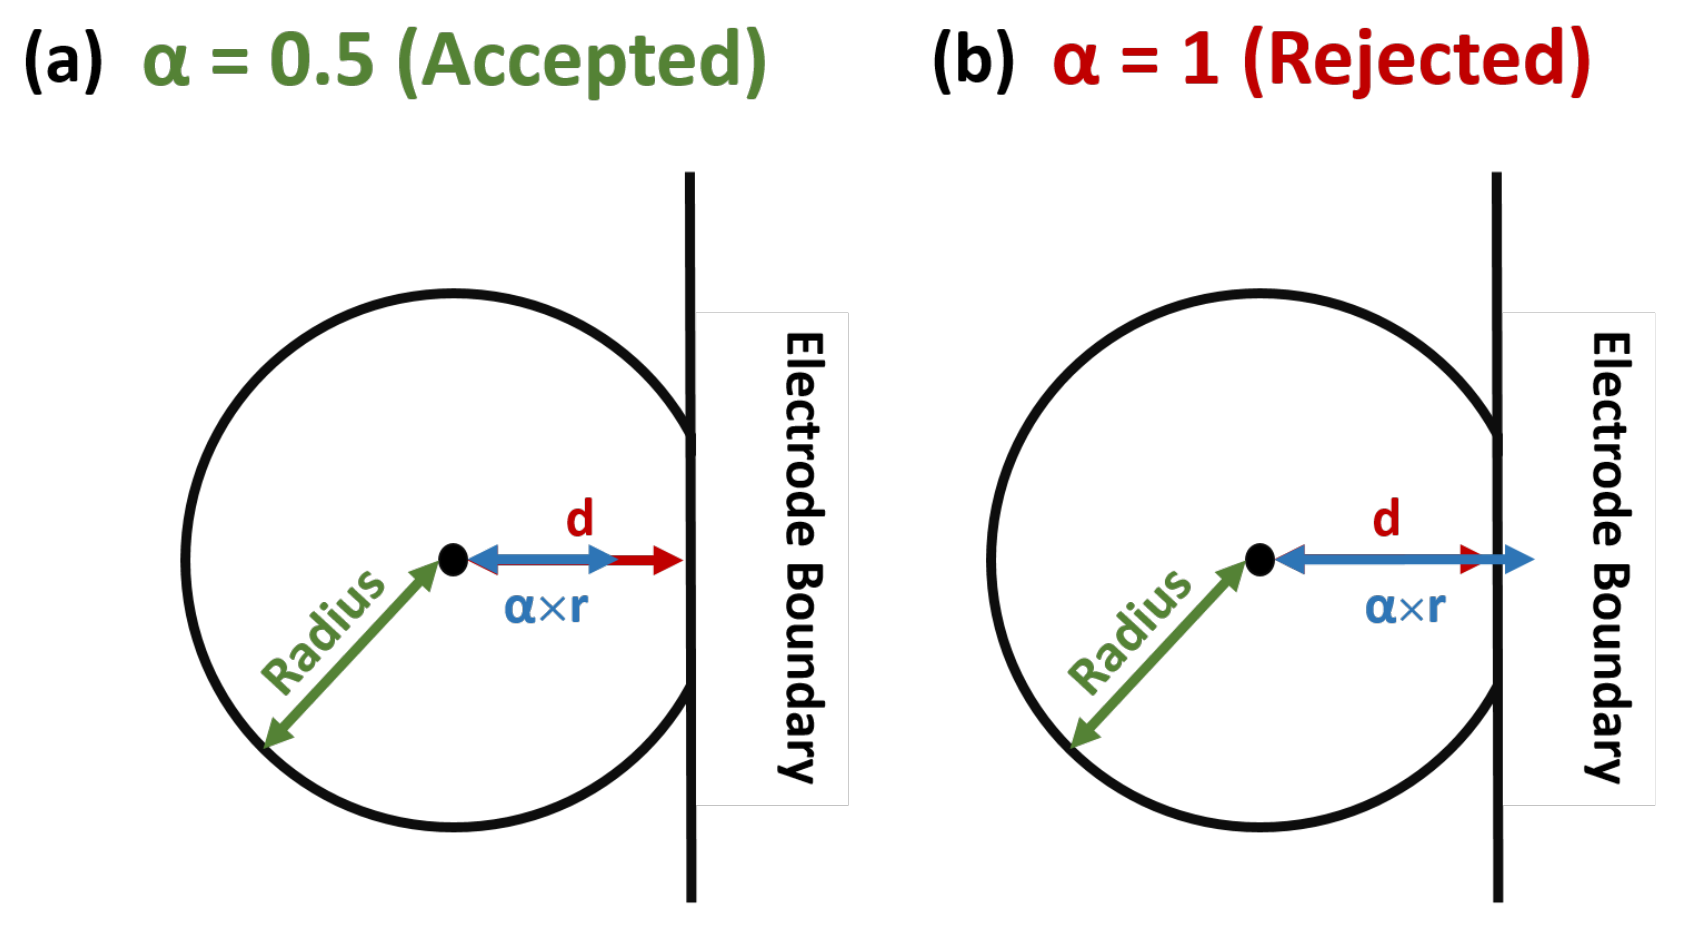 (a) α = 0.5 (Accepted)
d
α×r
Radius
Electrode Boundary
(b) α = 1 (Rejected)
d
α×r
Radius
Electrode Boundary